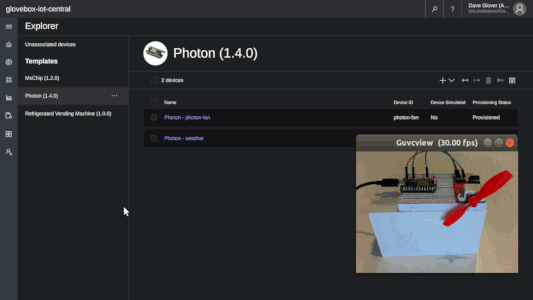 glovebox-iot-central
?
Dave Glover (A...
Explorer
Unassociated devices
Templates
MxChip (1.2.0)
Photon (1.4.0)
...
Refrigerated Vending Machine (1.0.0)
Photon (1.4.0)
2 devices
Name Device ID Device Simulated Provisioning Status
Photon - photon-fan photon-fan No Provisioned
Photon - weather
Guvcview (30.00 fps)